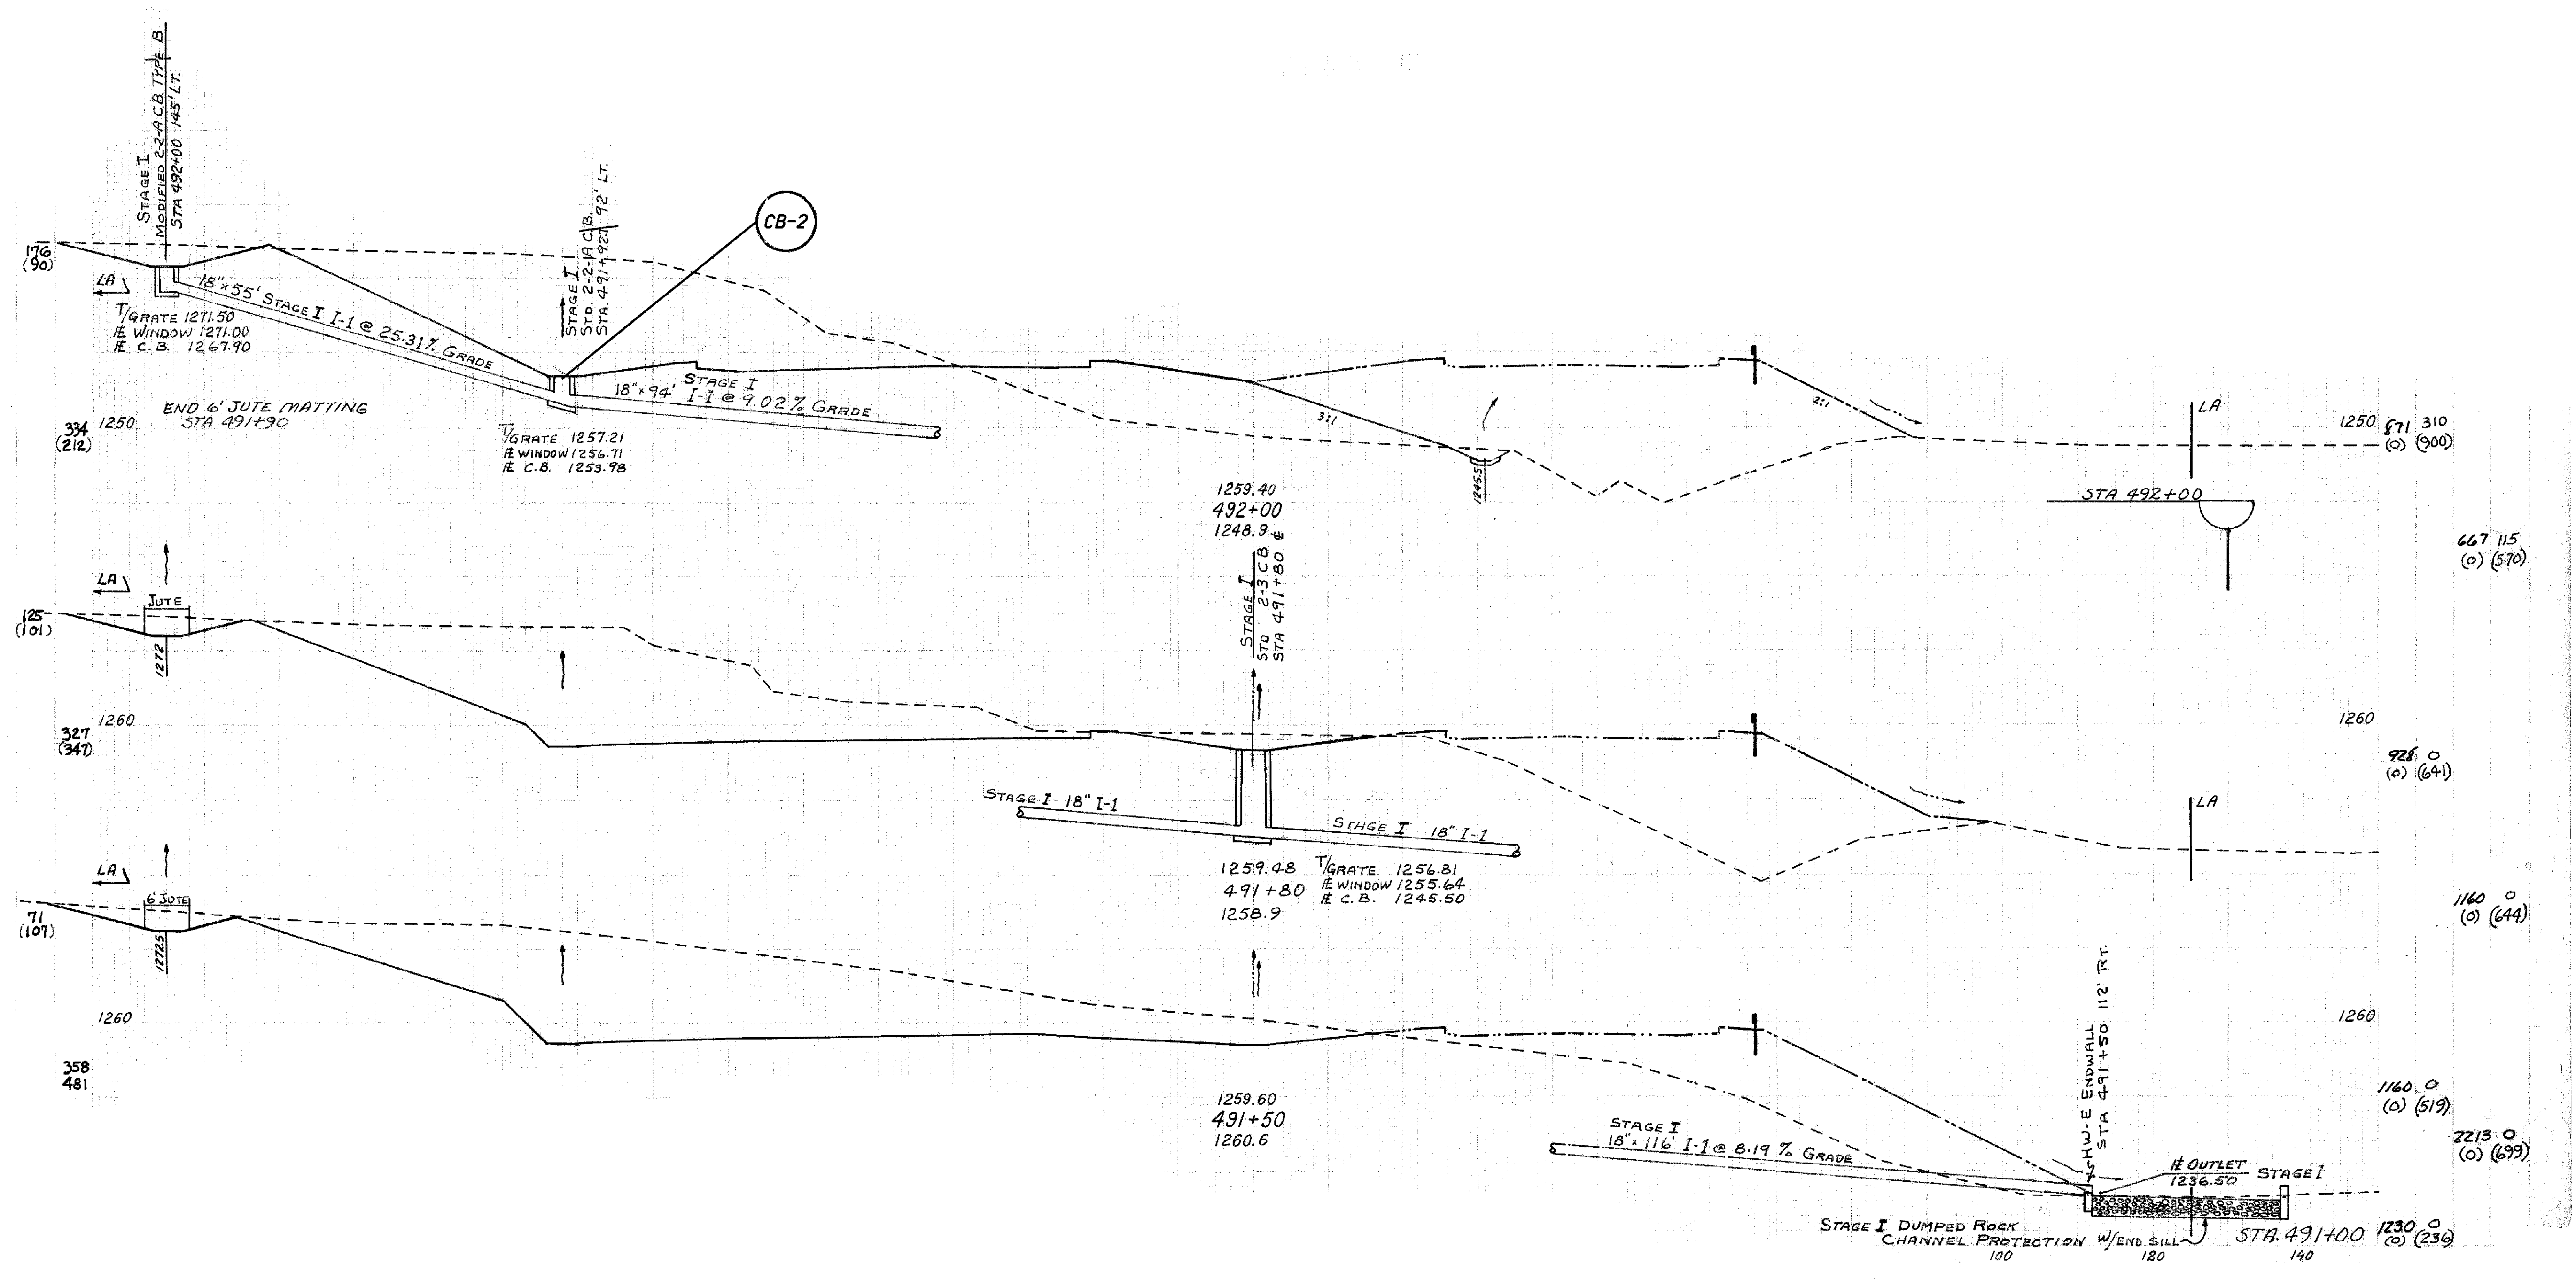 STAGE I
MODIFIED 2-2-A C.B. TYPE B
STA 492+00 145' LT.
STAGE I
STD. 2-2-A C.B.
STA. 491+92 92' LT.
CB-2
176
(90)
LA
18"x55' STAGE I I-1 @ 25.31% GRADE
T/GRATE 1271.50
WINDOW 1271.00
C.B. 1267.90
STAGE I
18"x94' I-1 @ 9.02% GRADE
END 6' JUTE MATTING
STA 491+90
334
(212)
1250
T/GRATE 1257.21
WINDOW 1256.71
C.B. 1253.98
3:1
2:1
1245.5
LA
1250
871 310
(0) (900)
1259.40
492+00
1248.9
STA 492+00
667 115
(0) (570)
STAGE I
STD 2-3 CB
STA 491+80 ₵
LA
JUTE
125
(101)
1272
1260
327
(347)
1260
928 0
(0) (641)
STAGE I 18" I-1
STAGE I 18" I-1
LA
1259.48
491+80
1258.9
T/GRATE 1256.81
WINDOW 1255.64
C.B. 1245.50
LA
6' JUTE
71
(107)
1272.5
1160 0
(0) (644)
1260
1260
358
481
1259.60
491+50
1260.6
HW-E ENDWALL
STA 491+50 112' RT.
1160 0
(0) (519)
STAGE I
18"x116' I-1 @ 8.19% GRADE
2213 0
(0) (699)
OUTLET
1236.50
STAGE I
STAGE I DUMPED ROCK
CHANNEL PROTECTION W/END SILL
STA. 491+00
1230 0
(0) (236)
100
120
140